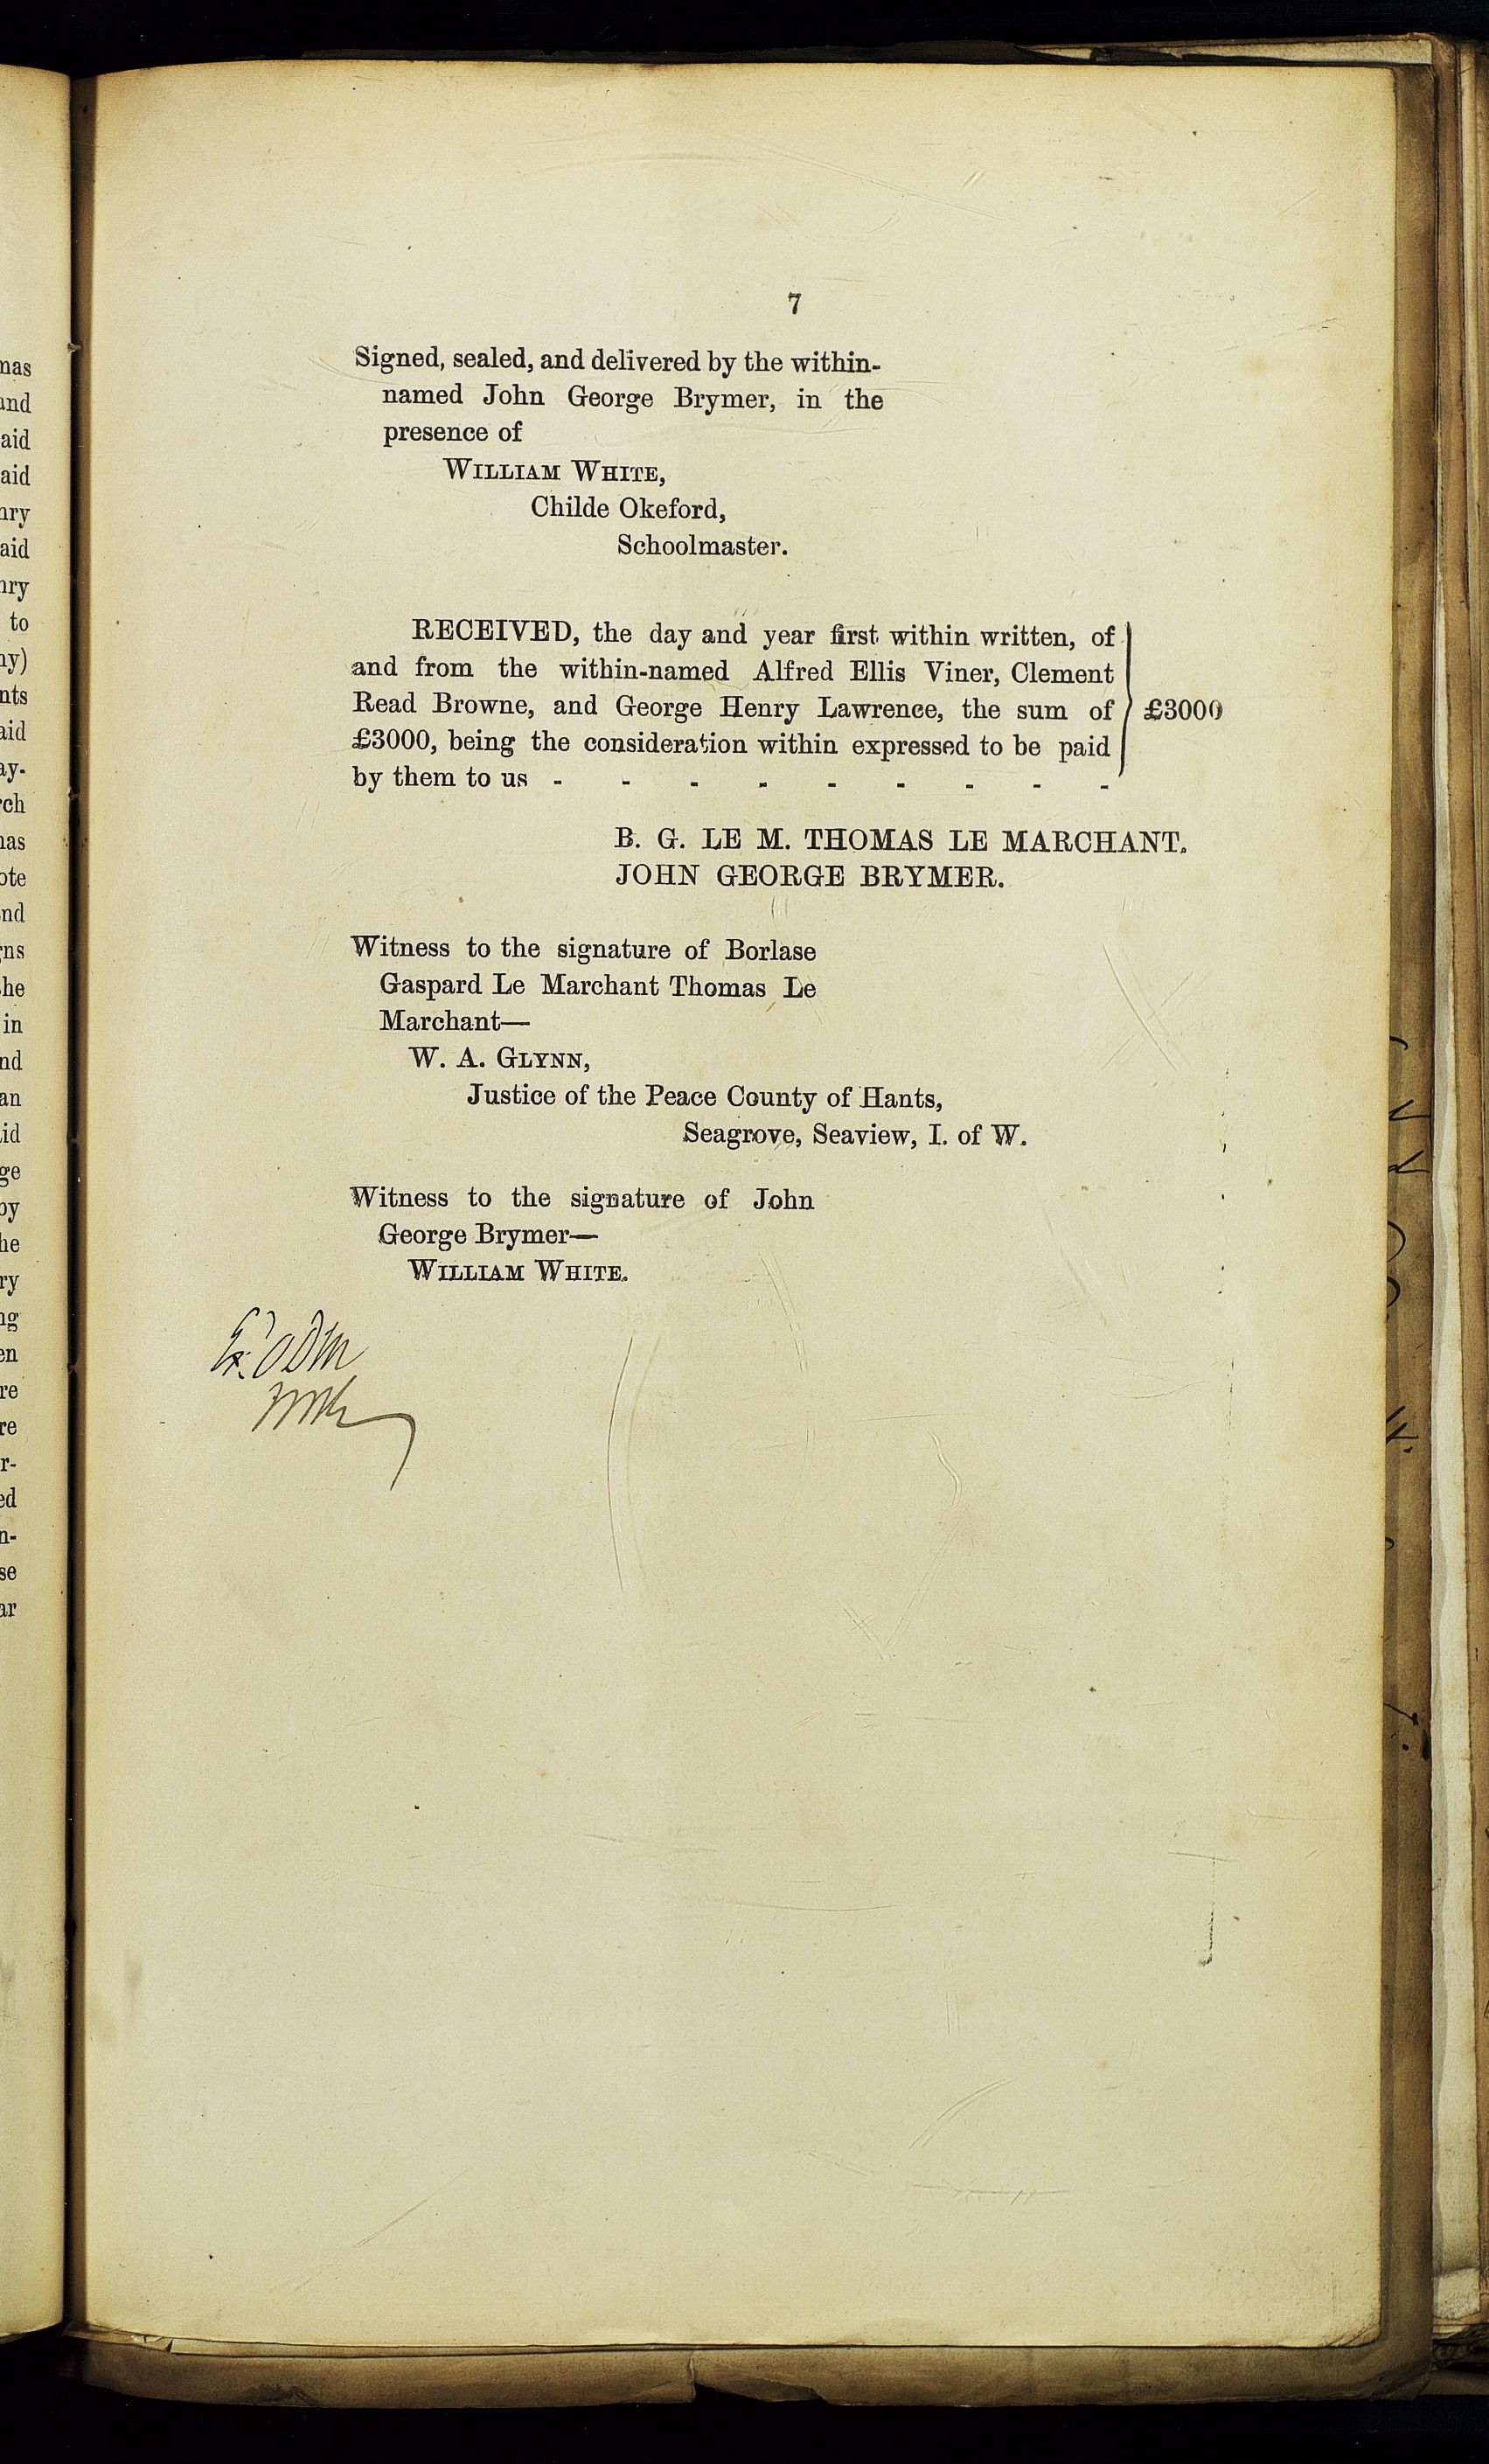 7
Signed, sealed, and delivered by the within-
named John George Brymer, in the
presence of
WILLIAM WHITE,
Childe Okeford,
Schoolmaster.
RECEIVED, the day and year first within written, of
and from the within-named Alfred Ellis Viner, Clement
Read Browne, and George Henry Lawrence, the sum of £3000
£3000, being the consideration within expressed to be paid
by them to us - - - - - - - - -
B. G. LE M. THOMAS LE MARCHANT.
JOHN GEORGE BRYMER.
Witness to the signature of Borlase
Gaspard Le Marchant Thomas Le
Marchant—
W. A. GLYNN,
Justice of the Peace County of Hants,
Seagrove, Seaview, I. of W.
Witness to the signature of John
George Brymer—
WILLIAM WHITE.